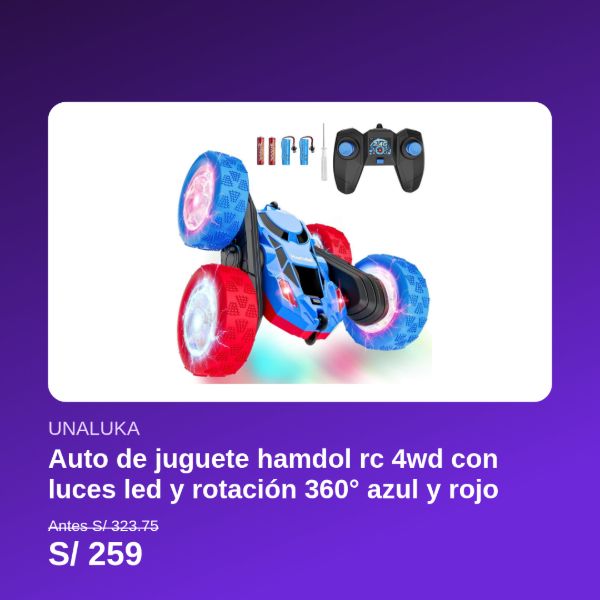 UNALUKA
Auto de juguete hamdol rc 4wd con
luces led y rotación 360° azul y rojo
Antes S/ 323.75
S/ 259